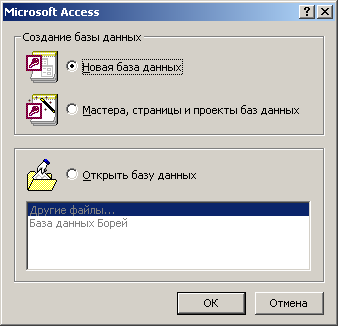 Microsoft Access
Создание базы данных
Новая база данных
Мастера, страницы и проекты баз данных
Открыть базу данных
Другие файлы...
База данных Борей
ОК
Отмена